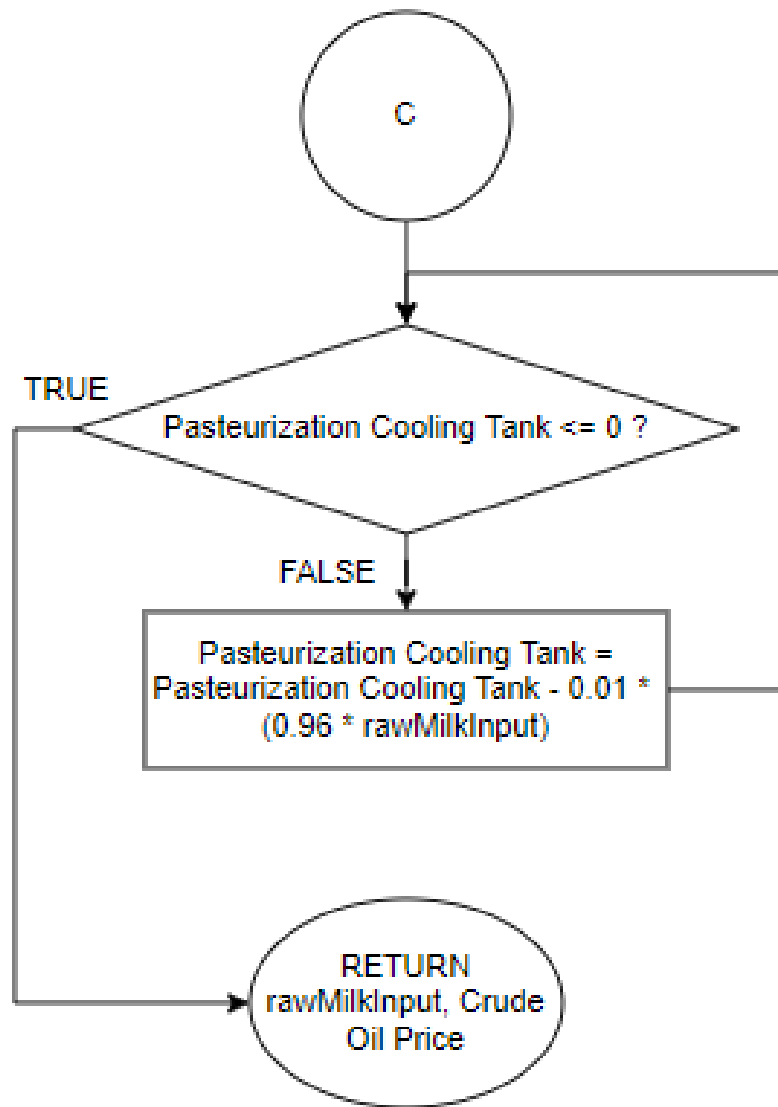 C
TRUE
Pasteurization Cooling Tank <= 0 ?
FALSE
Pasteurization Cooling Tank =
Pasteurization Cooling Tank - 0.01 *
(0.96 * rawMilkInput)
RETURN
rawMilkInput, Crude
Oil Price